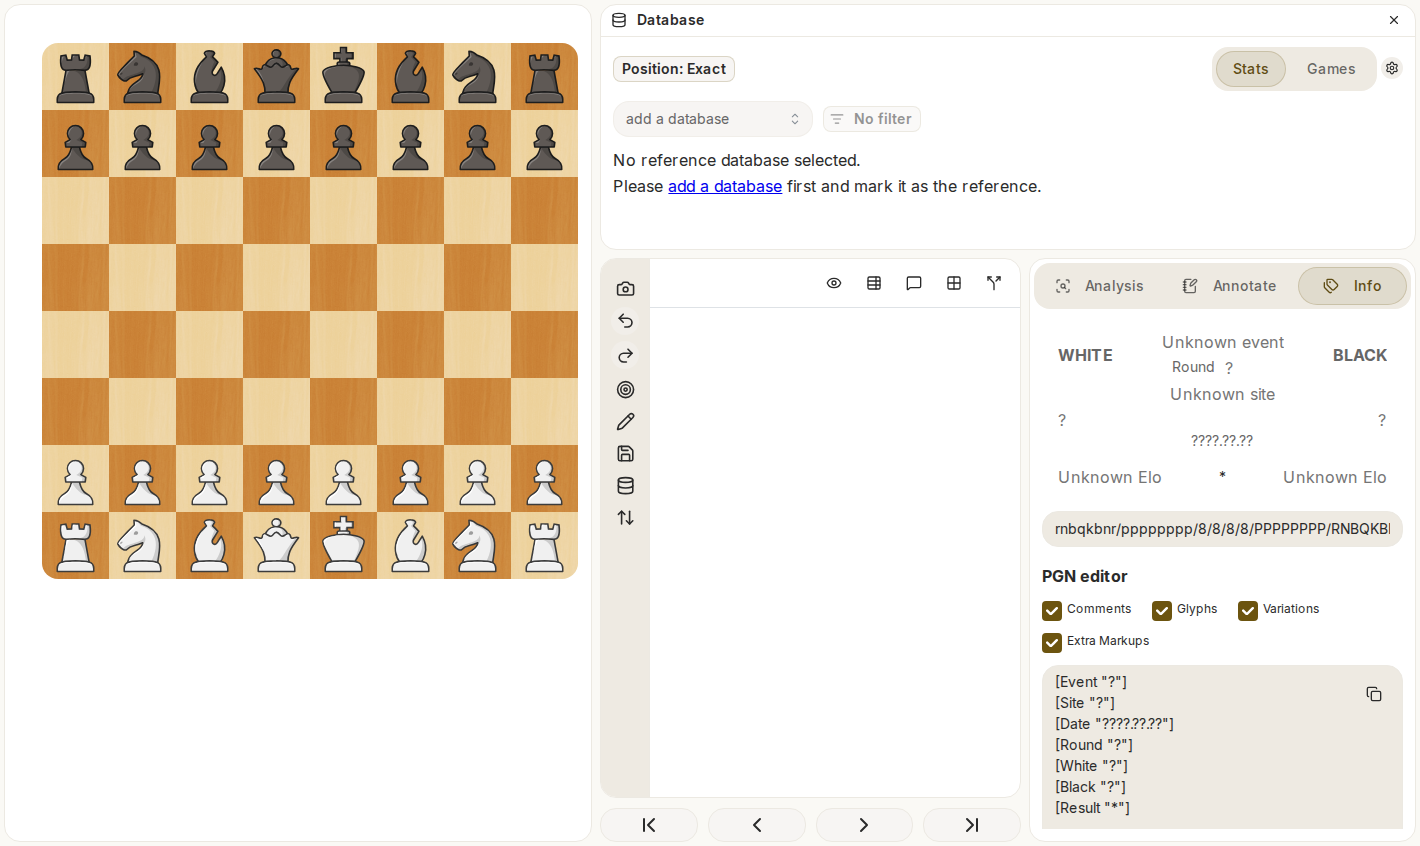 Database
Position: Exact
Stats
Games
add a database
No filter
No reference database selected.
Please add a database first and mark it as the reference.
Analysis
Annotate
Info
WHITE
Unknown event
BLACK
Round ?
Unknown site
?
?
????.??.??
Unknown Elo
*
Unknown Elo
rnbqkbnr/pppppppp/8/8/8/8/PPPPPPPP/RNBQKB
PGN editor
Comments
Glyphs
Variations
Extra Markups
[Event "?"]
[Site "?"]
[Date "????.??.??"]
[Round "?"]
[White "?"]
[Black "?"]
[Result "*"]